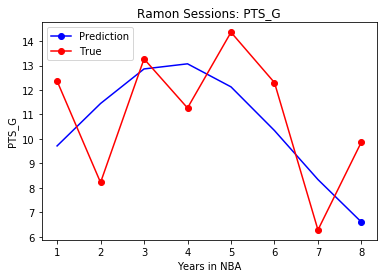 Ramon Sessions: PTS_G
Prediction
True
PTS_G
14
13
12
11
10
9
8
7
6
1 2 3 4 5 6 7 8
Years in NBA